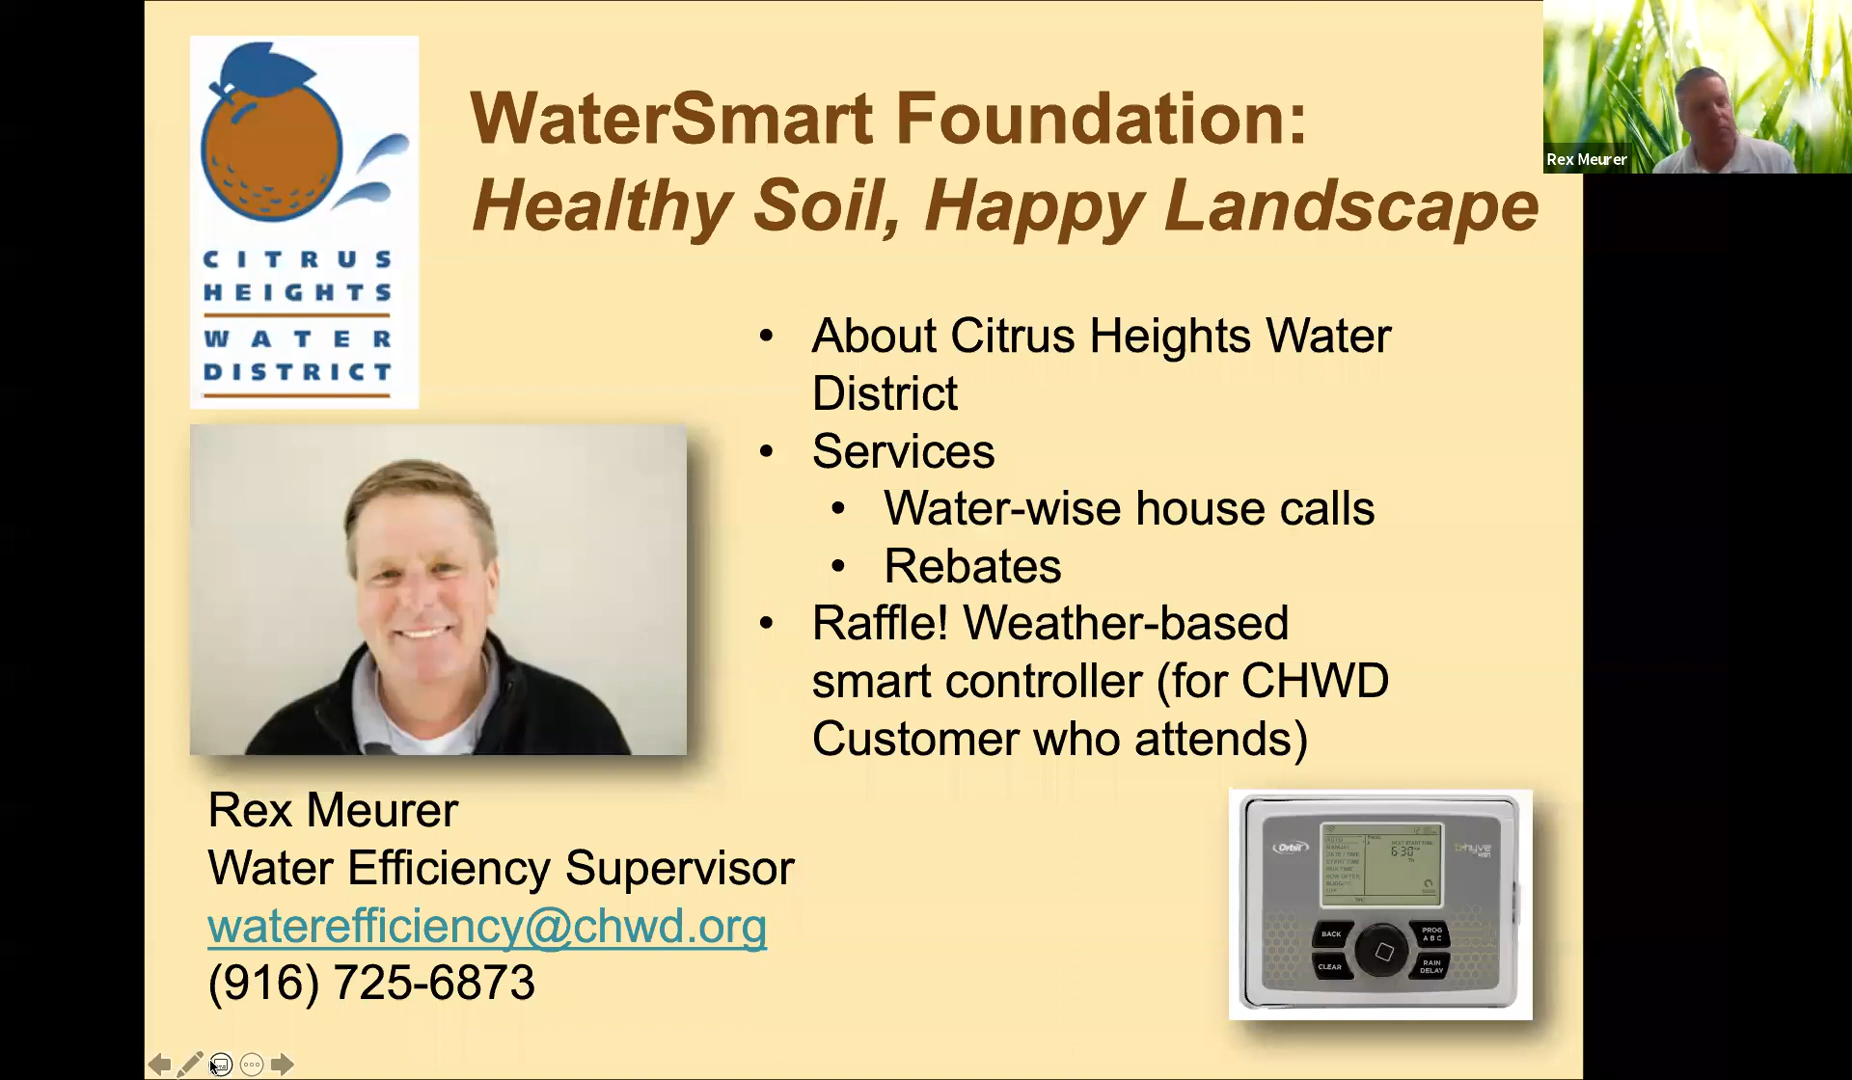 CITRUS
HEIGHTS
WATER
DISTRICT
WaterSmart Foundation:
Healthy Soil, Happy Landscape
Rex Meurer
• About Citrus Heights Water
District
• Services
• Water-wise house calls
• Rebates
• Raffle! Weather-based
smart controller (for CHWD
Customer who attends)
Rex Meurer
Water Efficiency Supervisor
waterefficiency@chwd.org
(916) 725-6873
Orbit
6:30
BACK
PROG
A B C
CLEAR
RAIN
DELAY